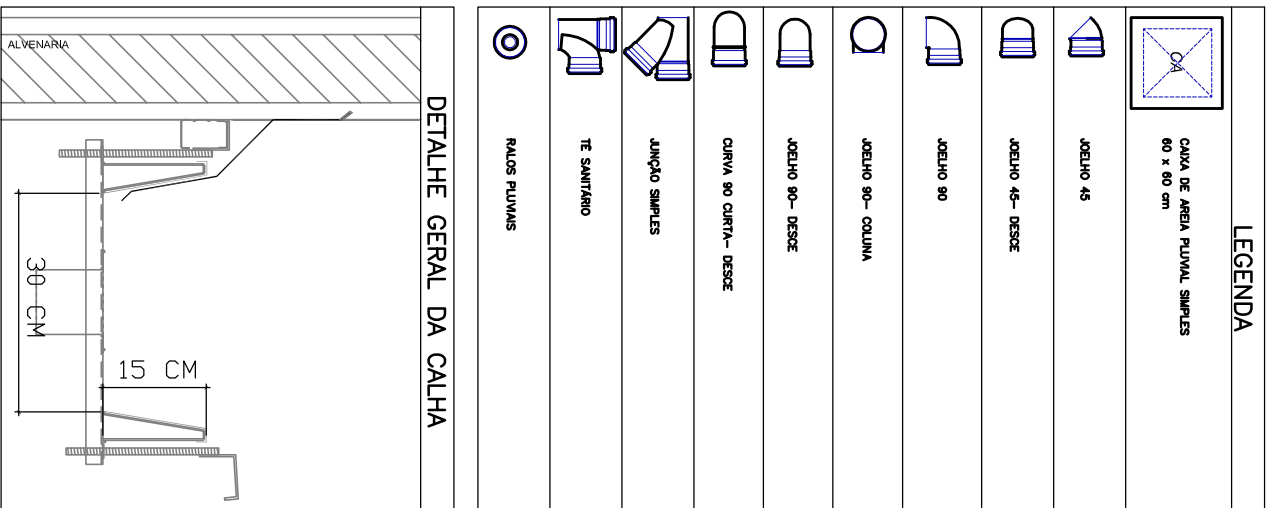 LEGENDA
CAIXA DE AREIA PLUVIAL SIMPLES
60 x 60 cm
CA
JOELHO 45
JOELHO 45- DESCE
JOELHO 90
JOELHO 90- COLUNA
JOELHO 90- DESCE
CURVA 90 CURTA- DESCE
JUNÇÃO SIMPLES
TÊ SANITÁRIO
RALOS PLUVIAIS
DETALHE GERAL DA CALHA
ALVENARIA
30 CM
15 CM